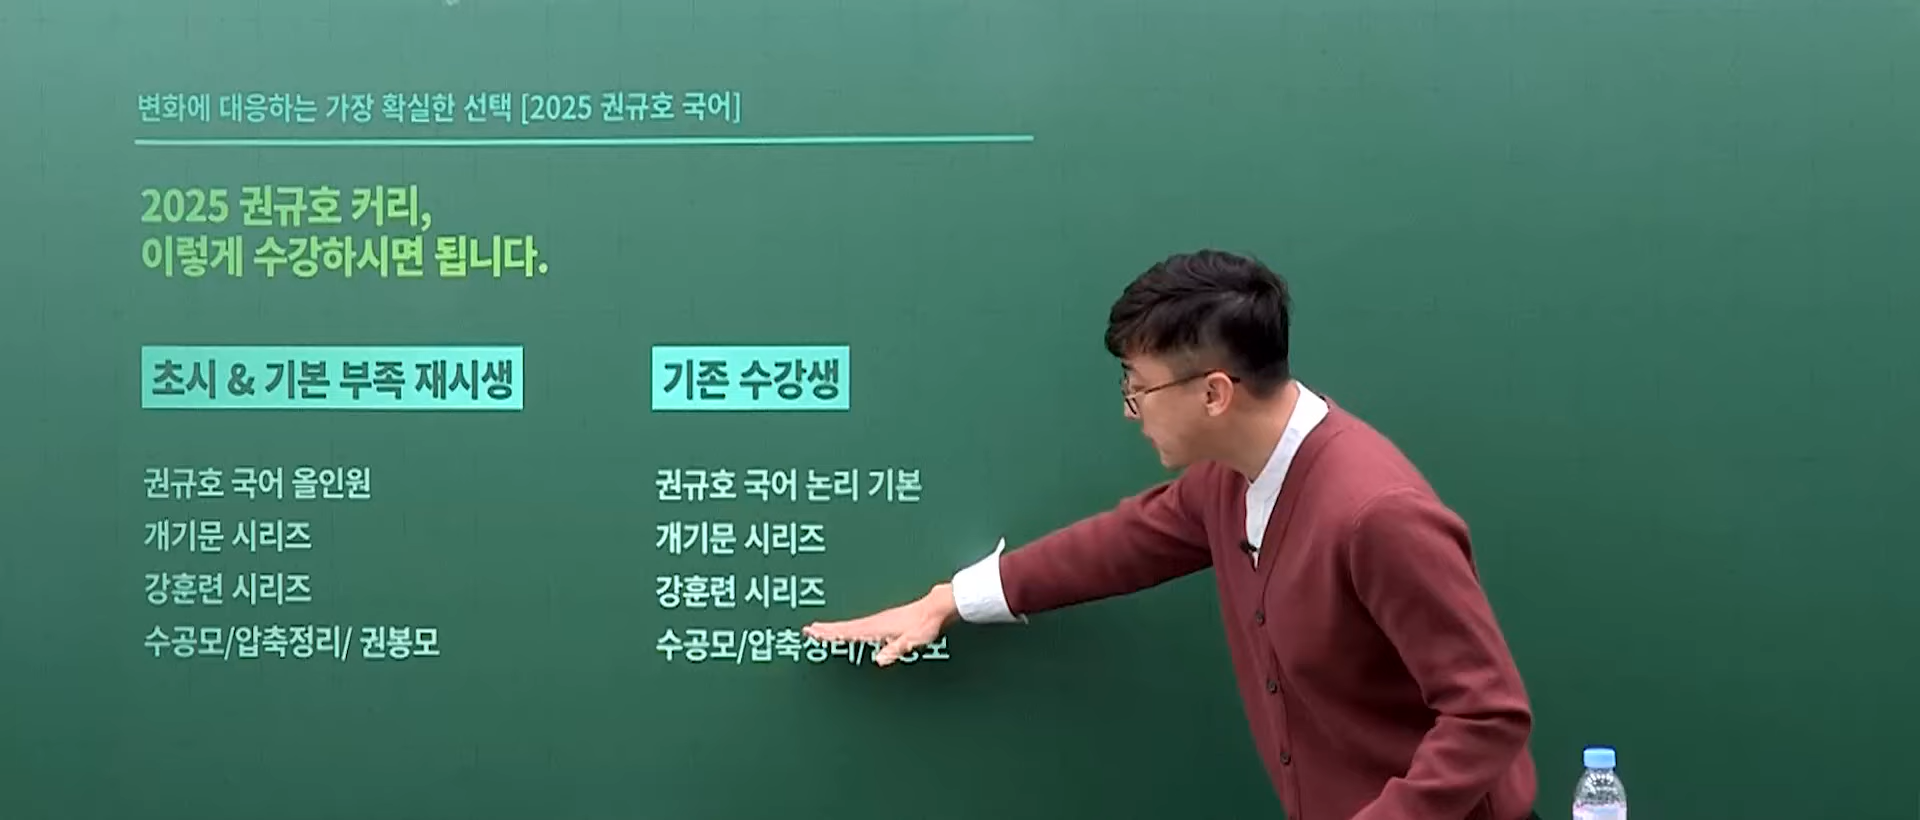 변화에 대응하는 가장 확실한 선택 [2025 권규호 국어]
2025 권규호 커리,
이렇게 수강하시면 됩니다.
초시 & 기본 부족 재시생
권규호 국어 올인원
개기문 시리즈
강훈련 시리즈
수공모/압축정리/ 권봉모
기존 수강생
권규호 국어 논리 기본
개기문 시리즈
강훈련 시리즈
수공모/압축정리/권봉모